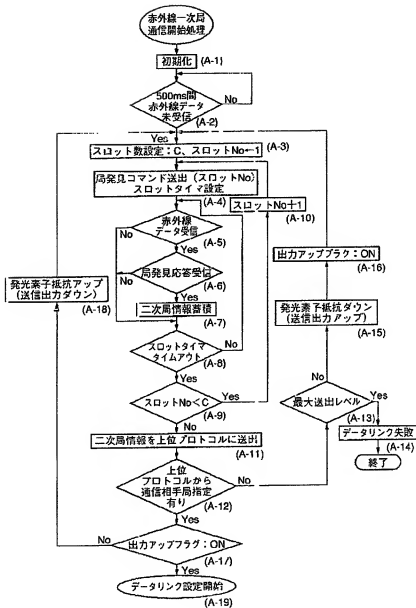 赤外線一次局
通信開始処理
初期化
(A-1)
500ms間
赤外線データ
未受信
No
(A-2)
Yes
スロット数設定：C、スロットNo←1
(A-3)
局発見コマンド送出（スロットNo）
スロットタイマ設定
(A-4)
スロットNo＋1
(A-10)
赤外線
データ受信
No
(A-5)
Yes
局発見応答受信
No
(A-6)
Yes
二次局情報蓄積
(A-7)
スロットタイマ
タイムアウト
No
(A-8)
Yes
スロットNo＜C
Yes
(A-9)
No
二次局情報を上位プロトコルに送出
(A-11)
上位
プロトコルから
通信相手局指定
有り
No
(A-12)
Yes
出力アップフラグ：ON
No
(A-17)
Yes
データリンク設定開始
(A-19)
発光素子抵抗アップ
（送信出力ダウン）
(A-18)
出力アッププラク：ON
(A-16)
発光素子抵抗ダウン
（送信出力アップ）
(A-15)
No
最大送出レベル
Yes
(A-13)
データリンク失敗
(A-14)
終了